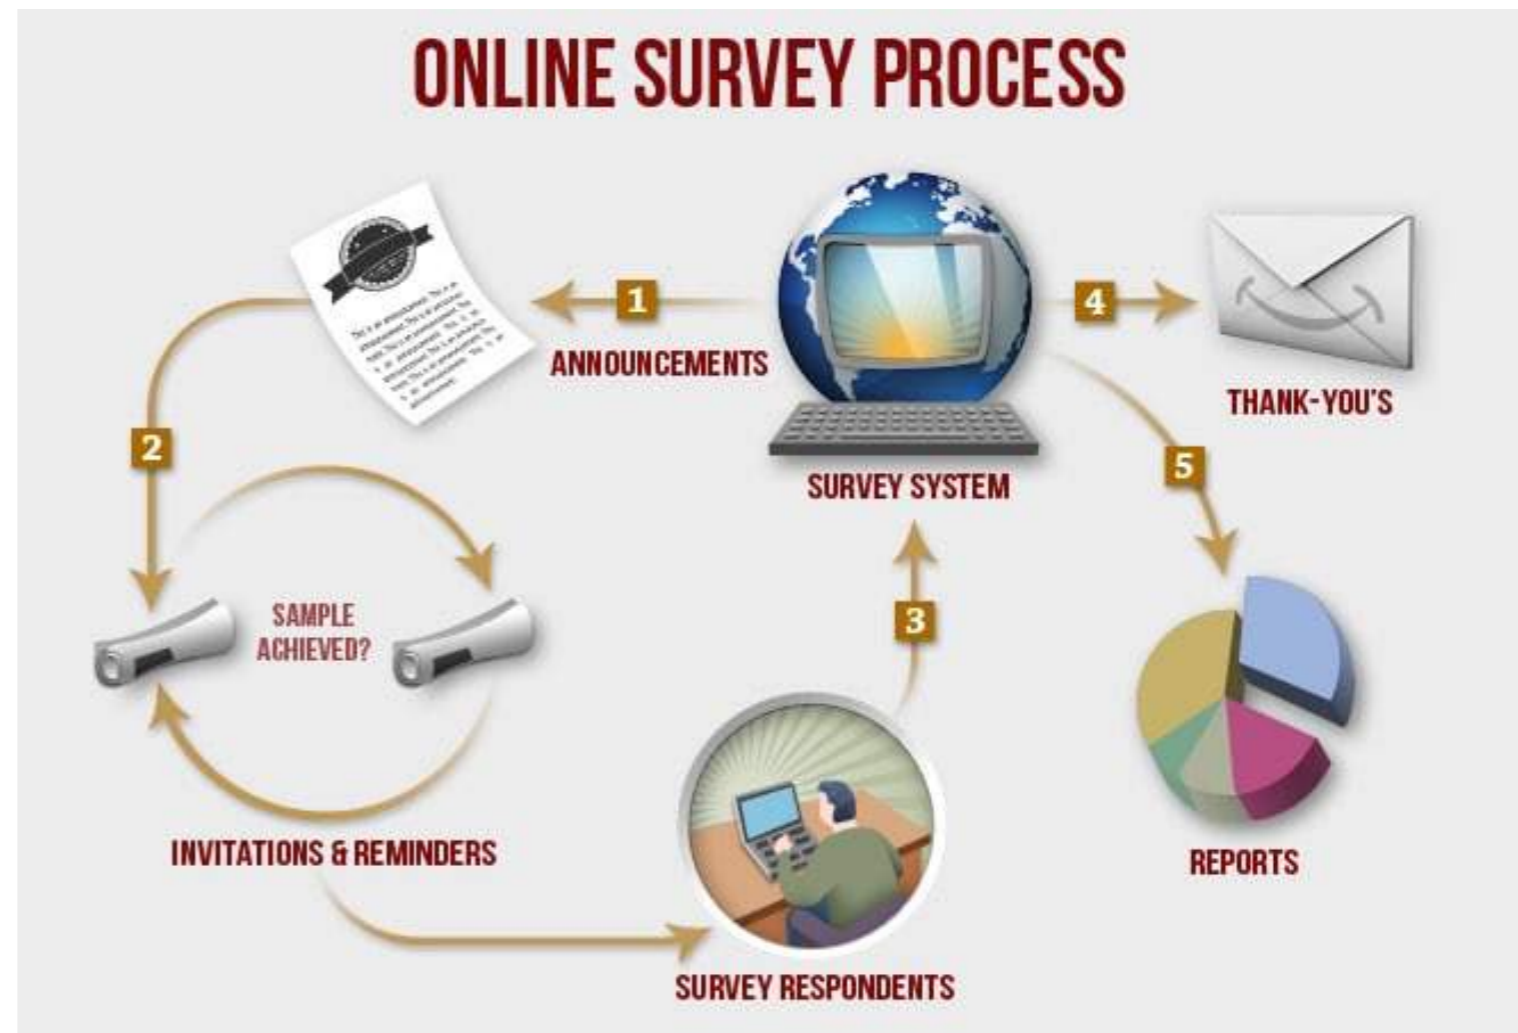 ONLINE SURVEY PROCESS
1
ANNOUNCEMENTS
SURVEY SYSTEM
4
THANK-YOU'S
2
5
SAMPLE
ACHIEVED?
3
INVITATIONS & REMINDERS
REPORTS
SURVEY RESPONDENTS